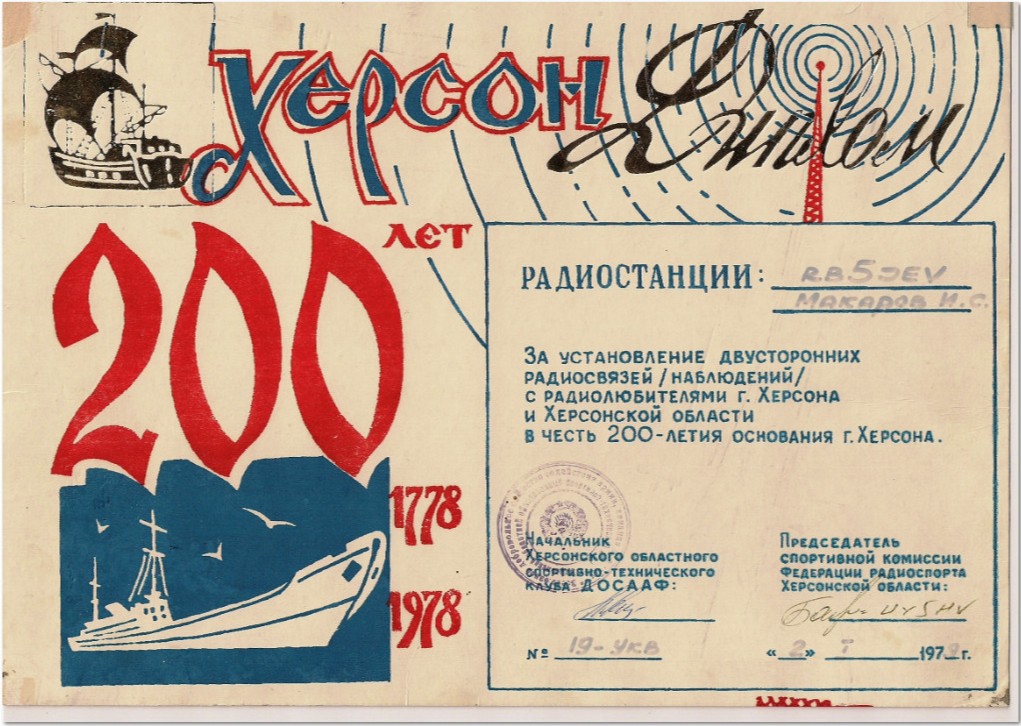 Херсон
Диплом
200 лет
1778
1978
РАДИОСТАНЦИИ: RB5JEV
Макаров И.С.
За установление двусторонних
радиосвязей /наблюдений/
с радиолюбителями г. Херсона
и Херсонской области
в честь 200-летия основания г. Херсона.
Начальник
Херсонского областного
спортивно-технического
клуба ДОСААФ:
Председатель
спортивной комиссии
Федерации радиоспорта
Херсонской области:
№ 19-УКВ
«2» I 197 г.